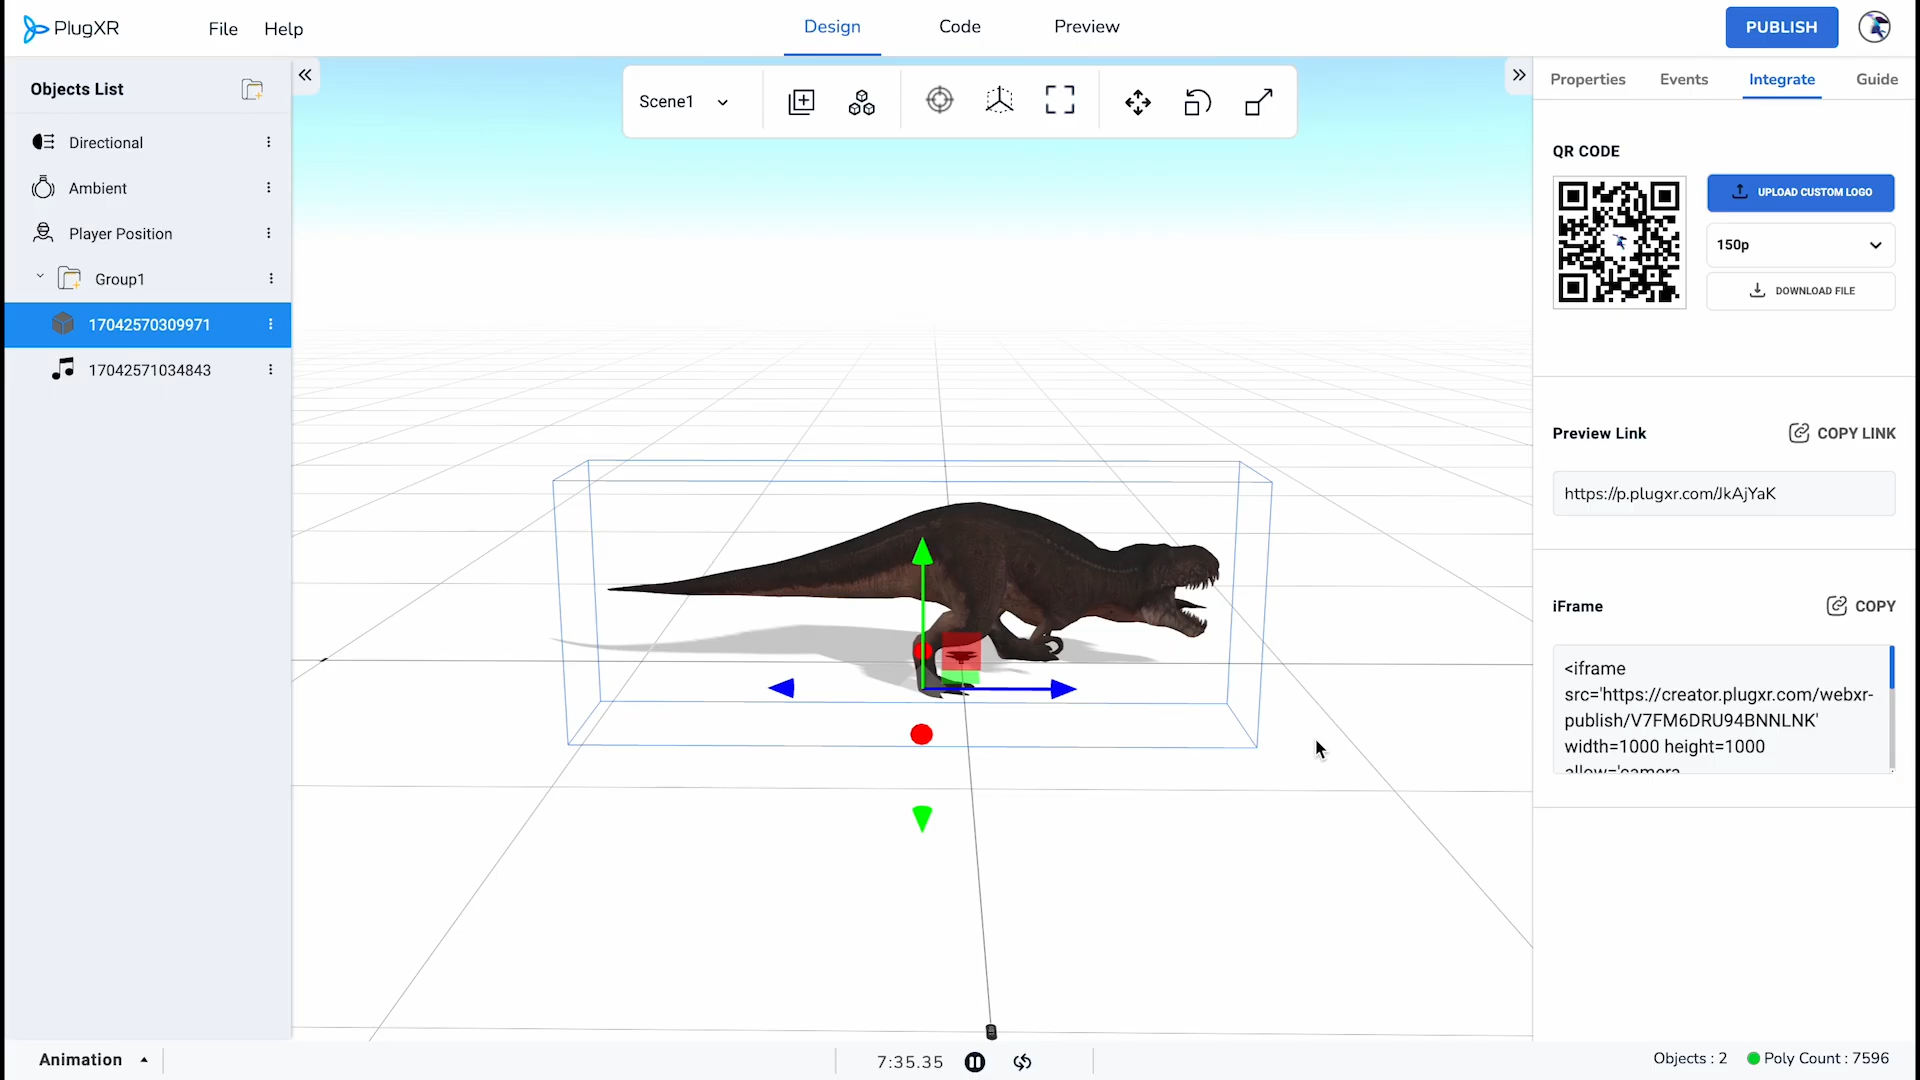 PlugXR
File
Help
Design
Code
Preview
PUBLISH
Objects List
Directional
Ambient
Player Position
Group1
17042570309971
17042571034843
Scene1
Properties
Events
Integrate
Guide
QR CODE
UPLOAD CUSTOM LOGO
150p
DOWNLOAD FILE
Preview Link
COPY LINK
https://p.plugxr.com/JkAjYaK
iFrame
COPY
<iframe
src='https://creator.plugxr.com/webxr-
publish/V7FM6DRU94BNNLNK'
width=1000 height=1000
allow='camera
Animation
7:35.35
Objects : 2
Poly Count : 7596